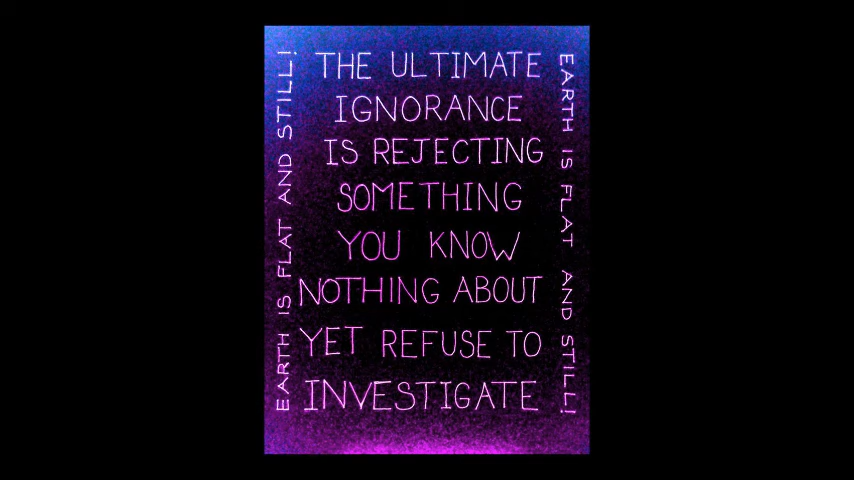 EARTH IS FLAT AND STILL!
THE ULTIMATE
IGNORANCE
IS REJECTING
SOMETHING
YOU KNOW
NOTHING ABOUT
YET REFUSE TO
INVESTIGATE
EARTH IS FLAT AND STILL!